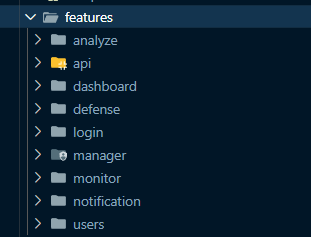 features
analyze
api
dashboard
defense
login
manager
monitor
notification
users